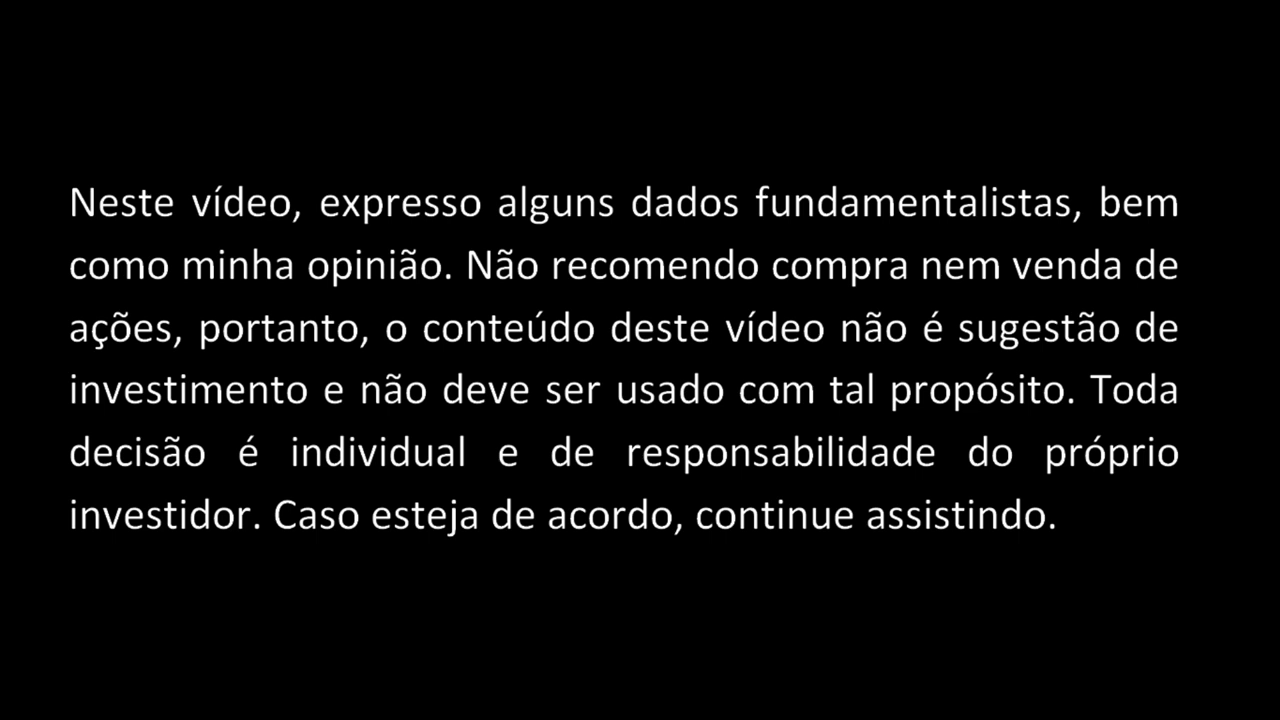 Neste vídeo, expresso alguns dados fundamentalistas, bem
como minha opinião. Não recomendo compra nem venda de
ações, portanto, o conteúdo deste vídeo não é sugestão de
investimento e não deve ser usado com tal propósito. Toda
decisão é individual e de responsabilidade do próprio
investidor. Caso esteja de acordo, continue assistindo.